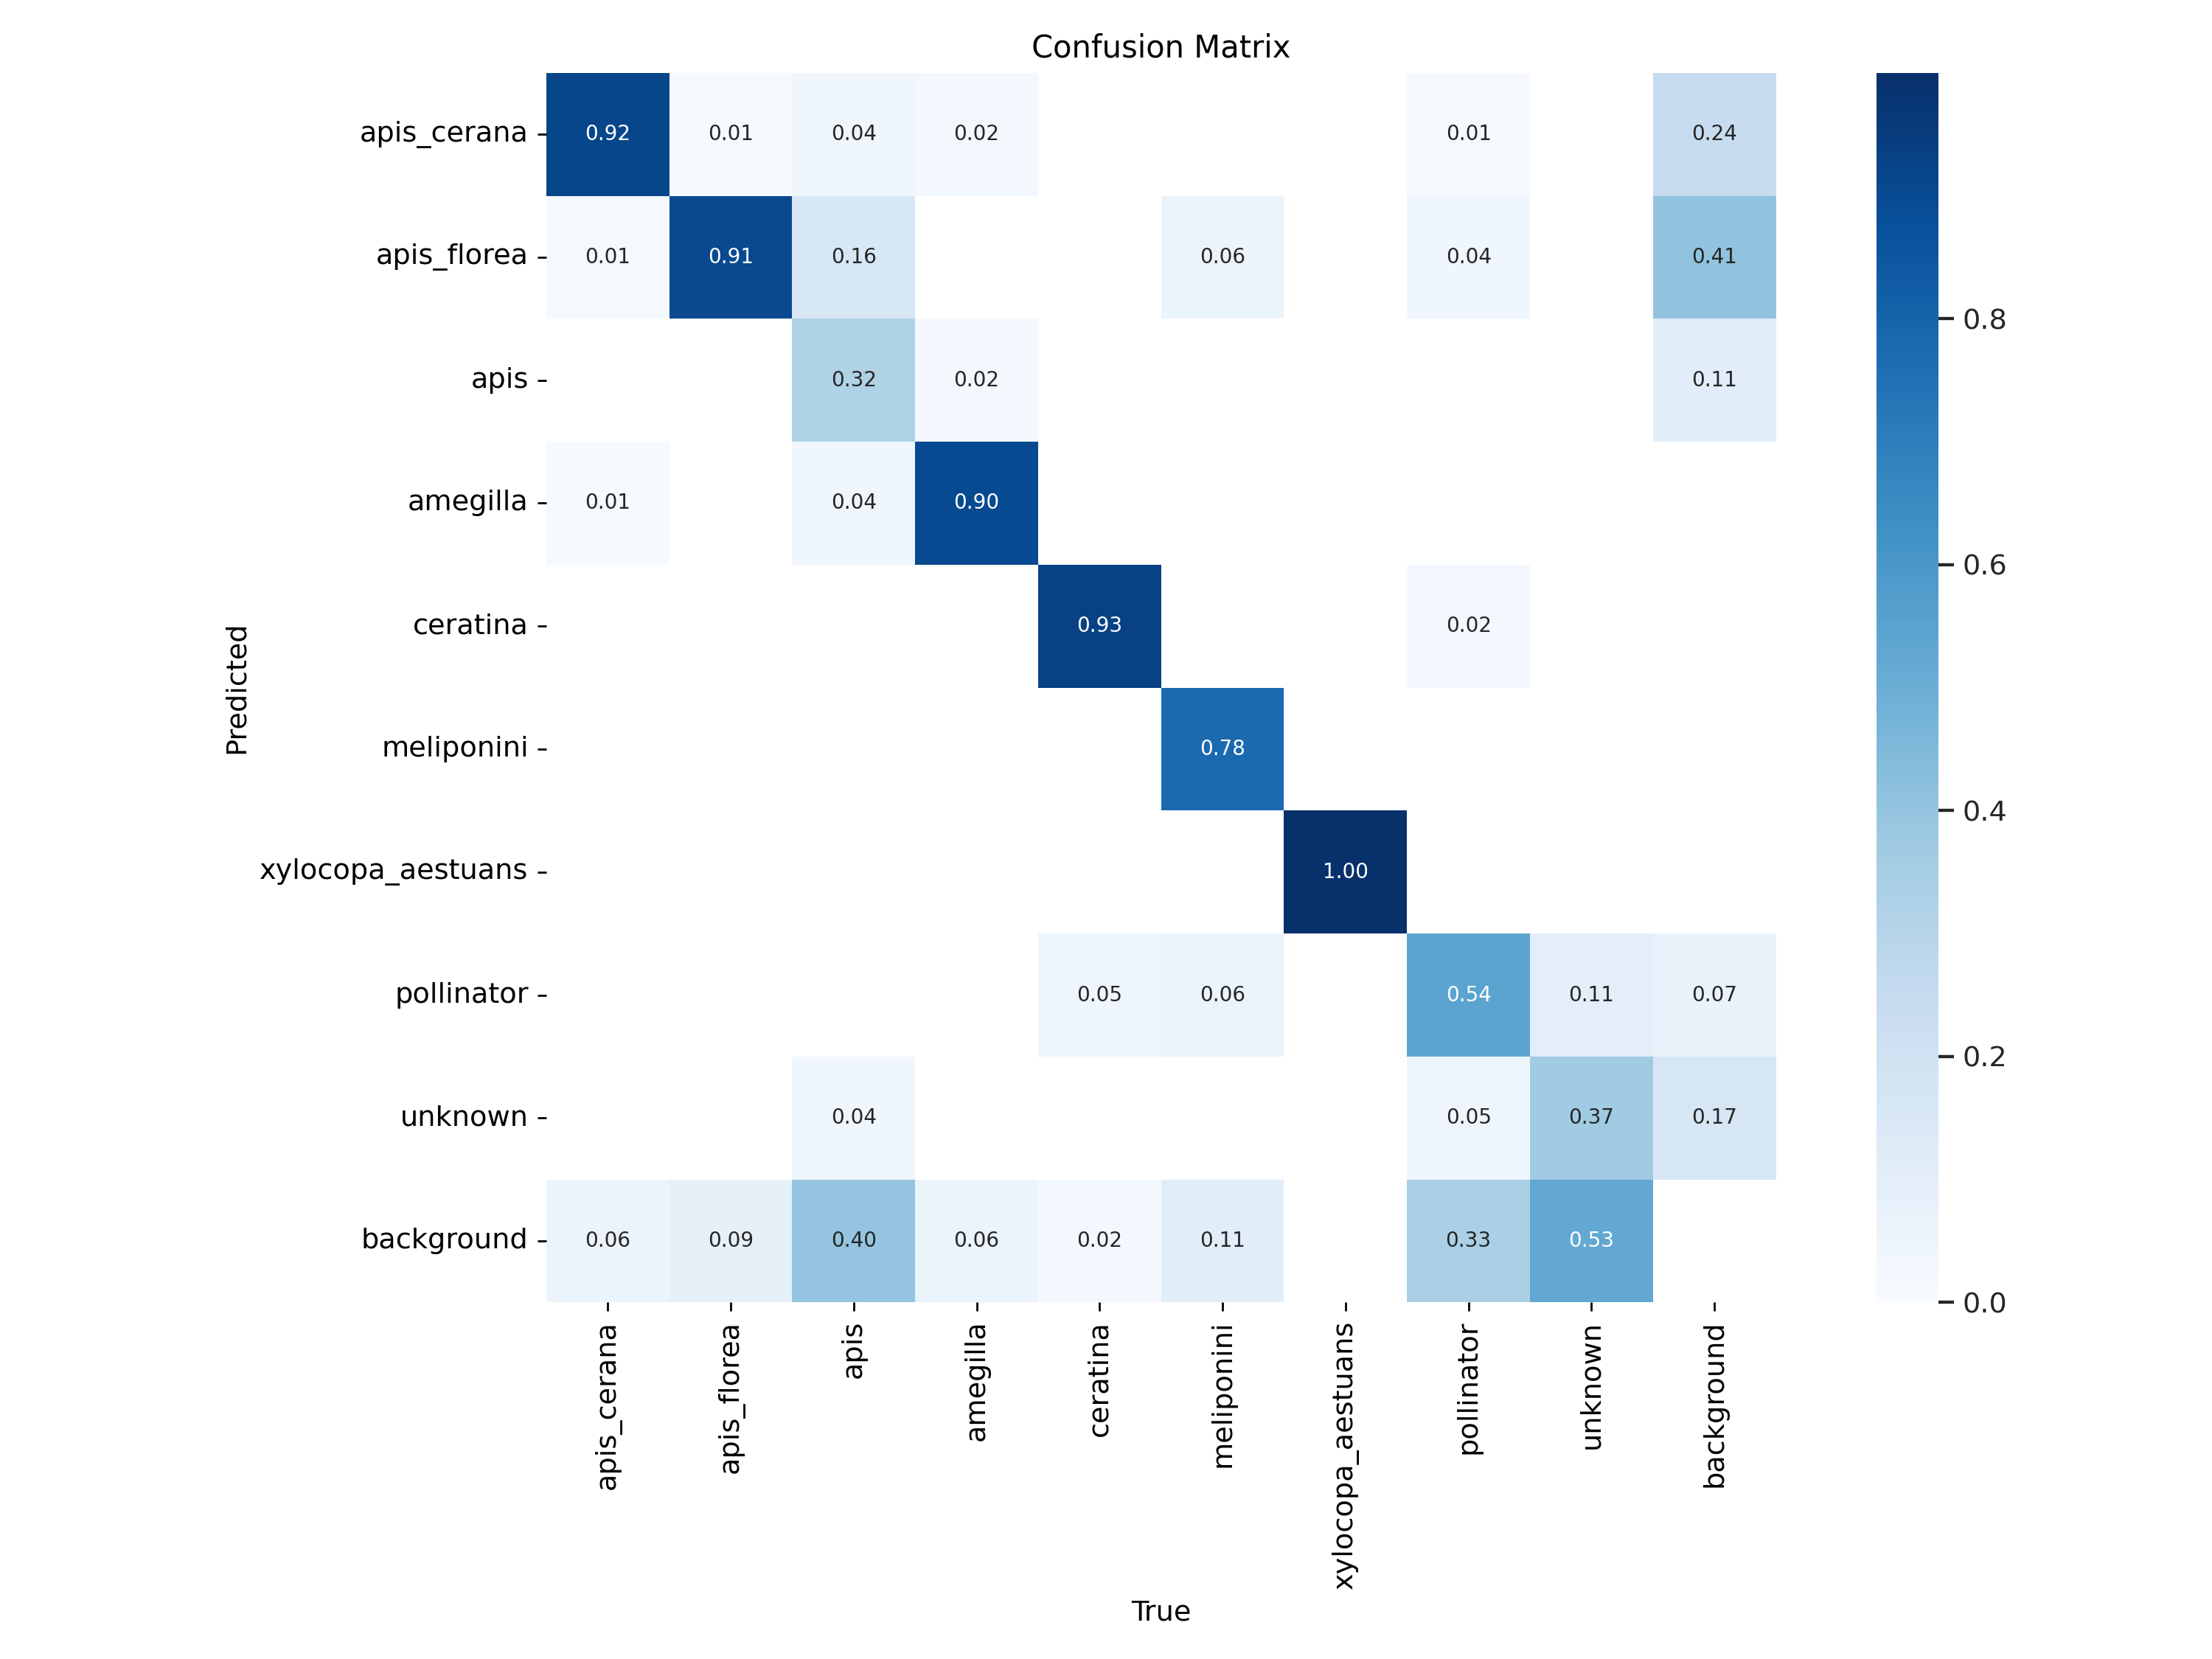 Confusion Matrix
apis_cerana 0.92 0.01 0.04 0.02 0.01 0.24
apis_florea 0.01 0.91 0.16 0.06 0.04 0.41
apis 0.32 0.02 0.11
amegilla 0.01 0.04 0.90
ceratina 0.93 0.02
meliponini 0.78
xylocopa_aestuans 1.00
pollinator 0.05 0.06 0.54 0.11 0.07
unknown 0.04 0.05 0.37 0.17
background 0.06 0.09 0.40 0.06 0.02 0.11 0.33 0.53
Predicted
apis_cerana
apis_florea
apis
amegilla
ceratina
meliponini
xylocopa_aestuans
pollinator
unknown
background
True
0.8
0.6
0.4
0.2
0.0